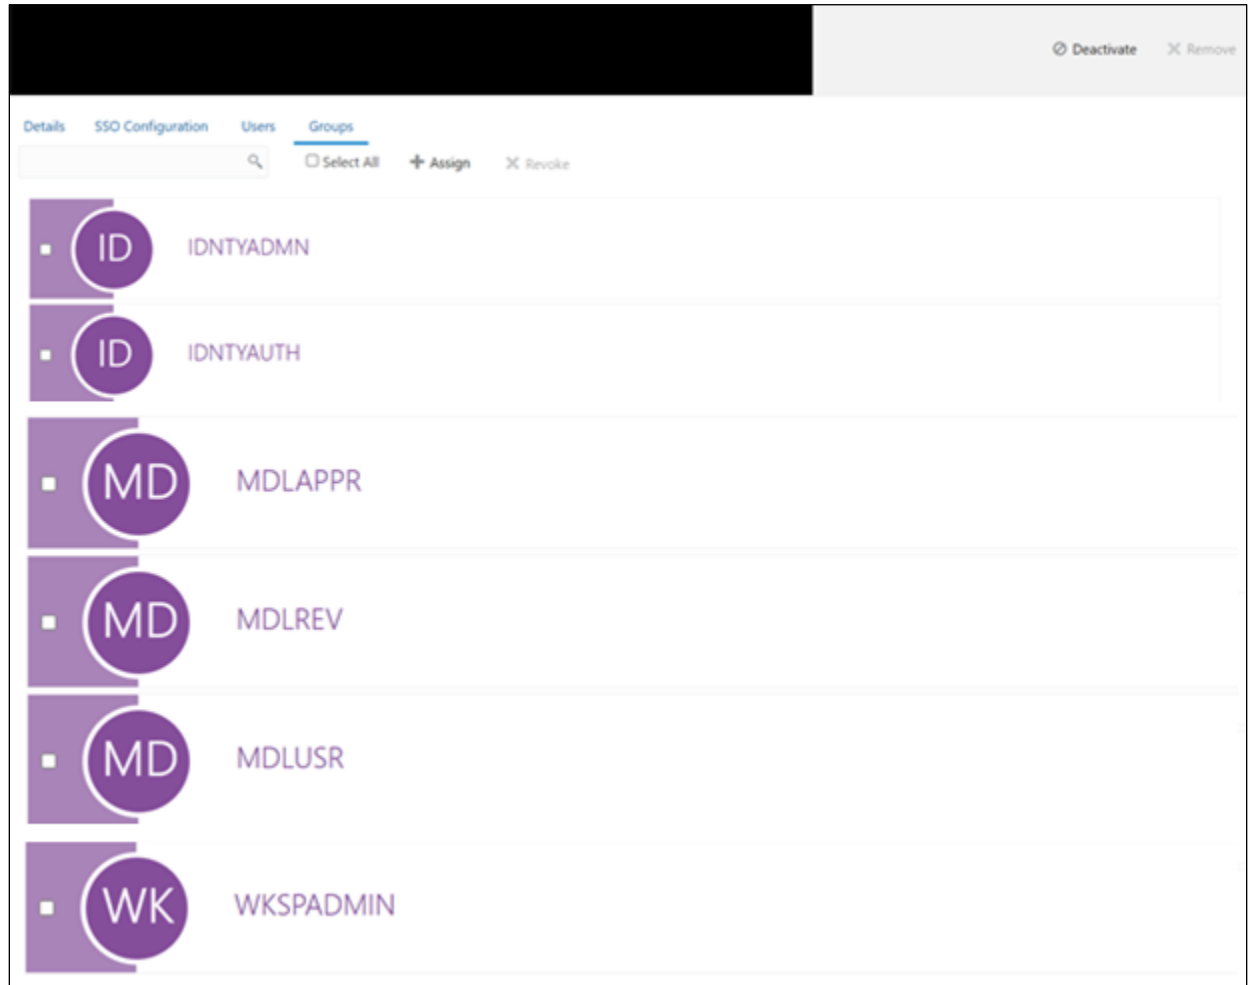 Deactivate Remove
Details SSO Configuration Users Groups
Select All Assign Revoke
ID IDNTYADMN
ID IDNTYAUTH
MD MDLAPPR
MD MDLREV
MD MDLUSR
WK WKSPADMIN